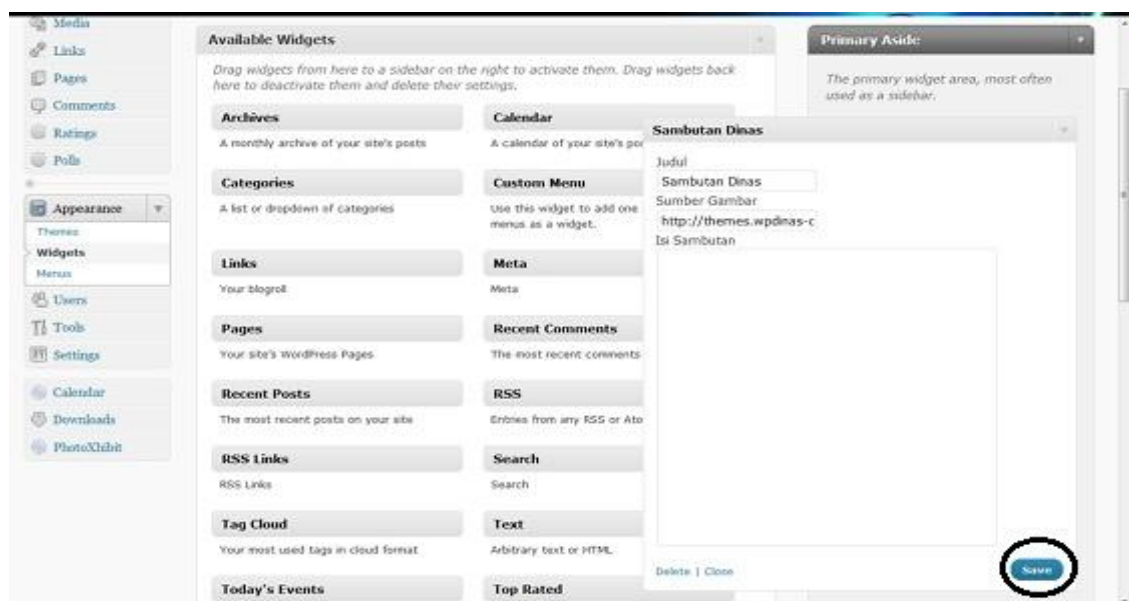 Media
Links
Pages
Comments
Ratings
Polls
Appearance
Themes
Widgets
Menus
Users
Tools
Settings
Calendar
Downloads
PhotoXhibit
Available Widgets
Drag widgets from here to a sidebar on the right to activate them. Drag widgets back
here to deactivate them and delete their settings.
Archives
A monthly archive of your site's posts
Calendar
A calendar of your site's po
Categories
A list or dropdown of categories
Custom Menu
Use this widget to add one
menus as a widget.
Links
Your blogroll
Meta
Meta
Pages
Your site's WordPress Pages
Recent Comments
The most recent comments
Recent Posts
The most recent posts on your site
RSS
Entries from any RSS or Ato
RSS Links
RSS Links
Search
Search
Tag Cloud
Your most used tags in cloud format
Text
Arbitrary text or HTML
Today's Events
Top Rated
Primary Aside
The primary widget area, most often
used as a sidebar.
Sambutan Dinas
Judul
Sambutan Dinas
Sumber Gambar
http://themes.wpdinas-c
Isi Sambutan
Delete | Close
Save